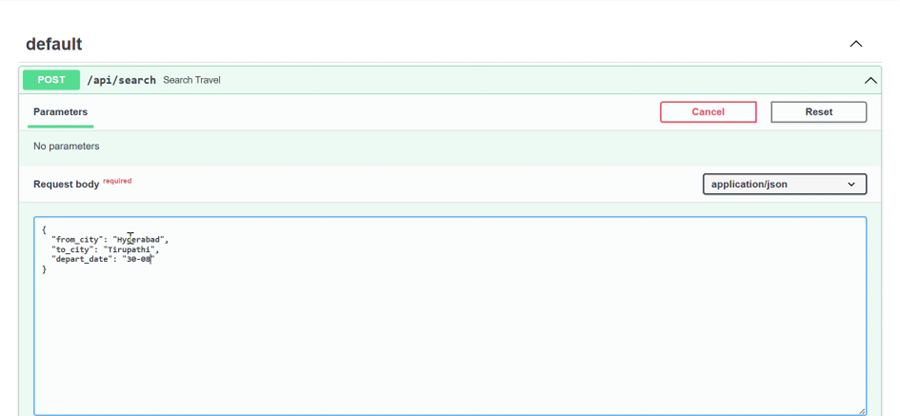 default
POST /api/search Search Travel
Parameters
Cancel
Reset
No parameters
Request body required
application/json
{
"from_city": "Hyderabad",
"to_city": "Tirupathi",
"depart_date": "30-08"
}